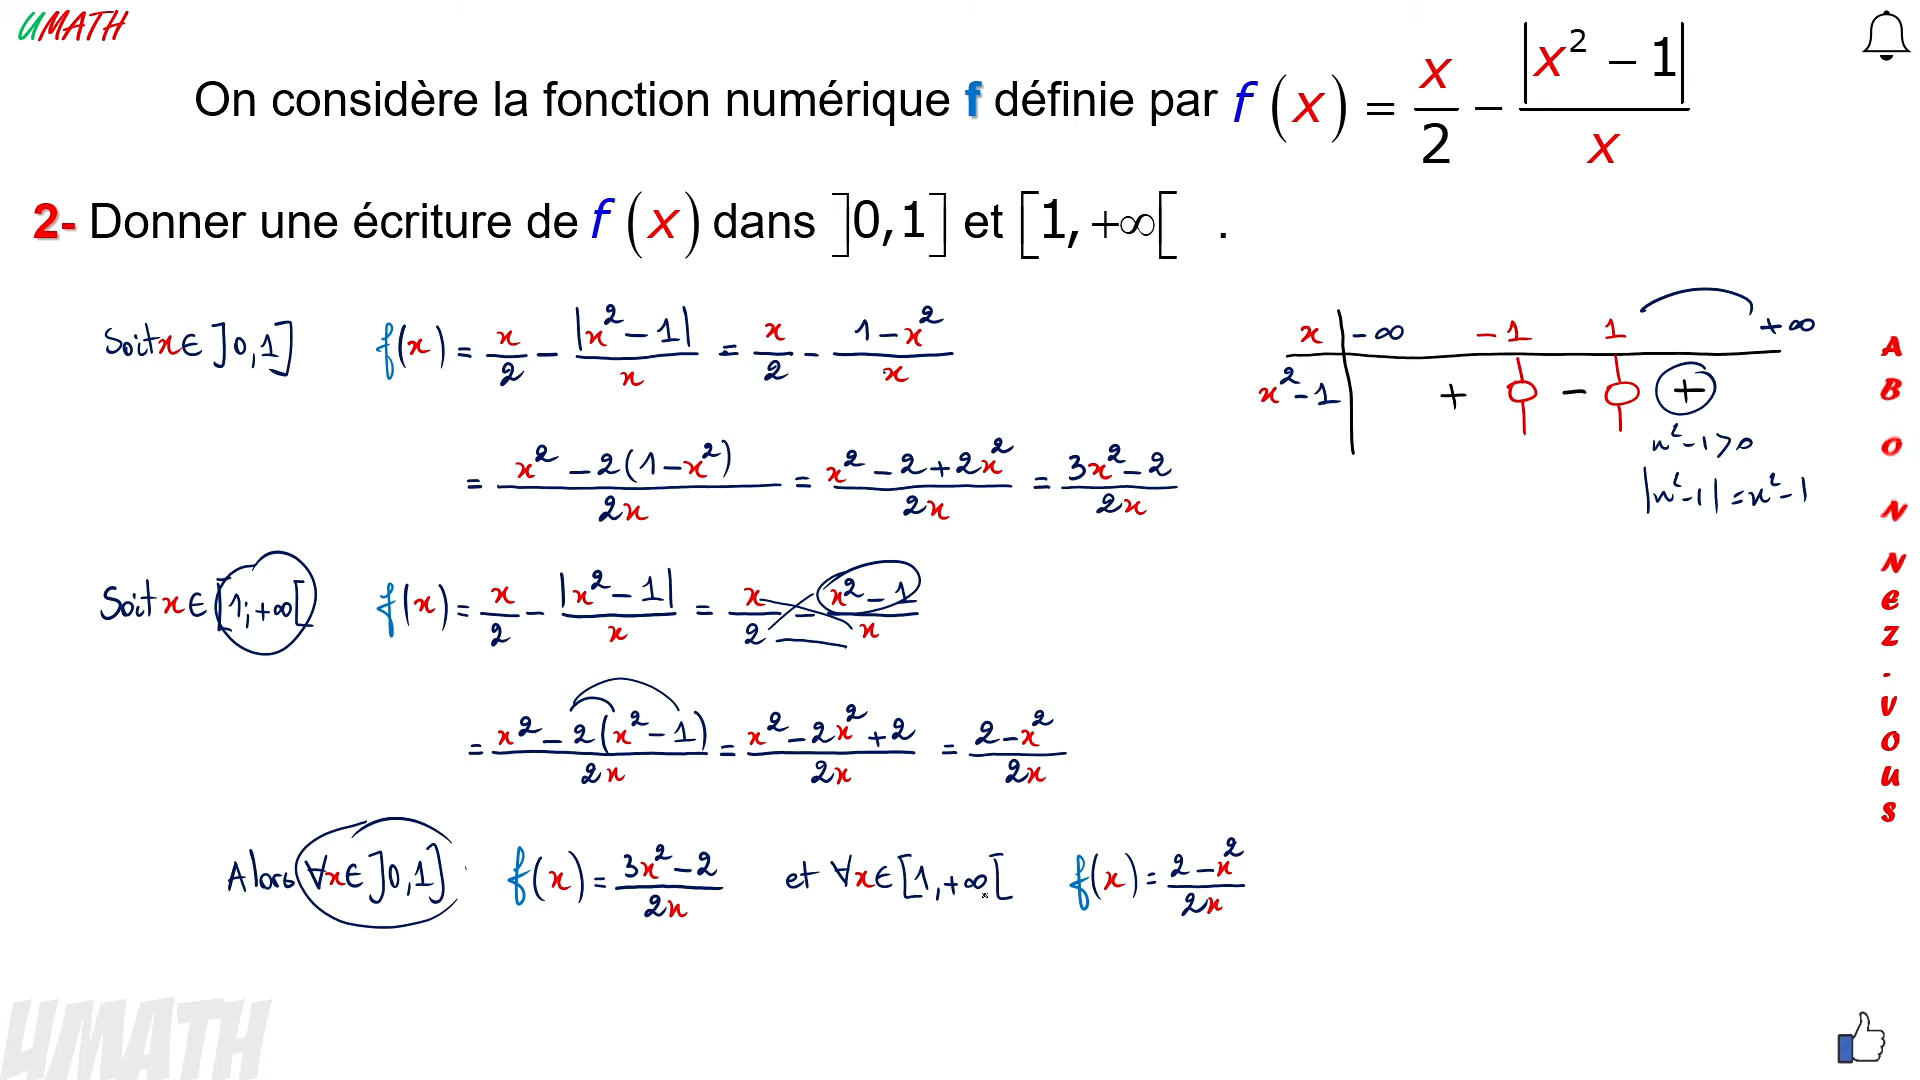 UMATH
On considère la fonction numérique f définie par f(x) = x/2 − |x² − 1|/x
2- Donner une écriture de f(x) dans ]0,1] et [1,+∞[ .
Soit x ∈ ]0,1] f(x) = x/2 − |x² − 1|/x = x/2 − (1−x²)/x
= (x² − 2(1−x²))/2x = (x² − 2 + 2x²)/2x = (3x² − 2)/2x
x −∞ −1 1 +∞
x² − 1 + − +
x² − 1 > 0
|x² − 1| = x² − 1
Soit x ∈ [1;+∞[ f(x) = x/2 − |x² − 1|/x = x/2 − (x² − 1)/x
= (x² − 2(x² − 1))/2x = (x² − 2x² + 2)/2x = (2 − x²)/2x
Alors ∀x ∈ ]0,1] : f(x) = (3x² − 2)/2x et ∀x ∈ [1,+∞[ f(x) = (2 − x²)/2x
ABONNEZ-VOUS
UMATH